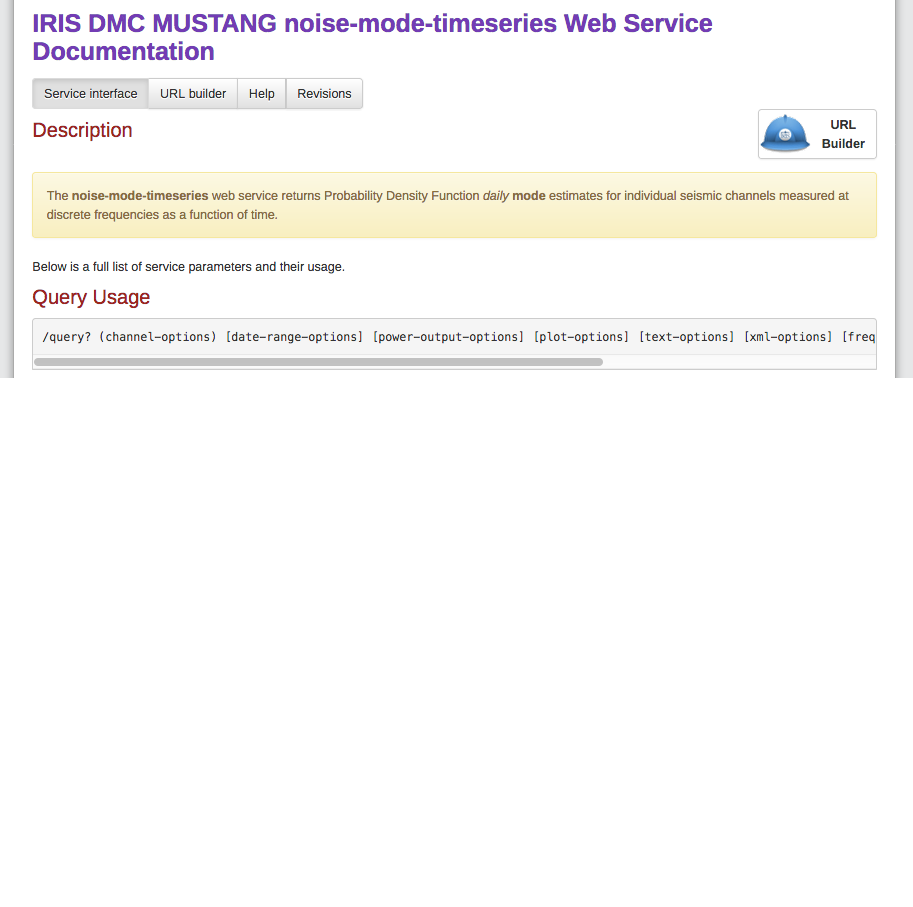 IRIS DMC MUSTANG noise-mode-timeseries Web Service
Documentation
Service interface URL builder Help Revisions
Description
URL
Builder
The noise-mode-timeseries web service returns Probability Density Function daily mode estimates for individual seismic channels measured at
discrete frequencies as a function of time.
Below is a full list of service parameters and their usage.
Query Usage
/query? (channel-options) [date-range-options] [power-output-options] [plot-options] [text-options] [xml-options] [freq